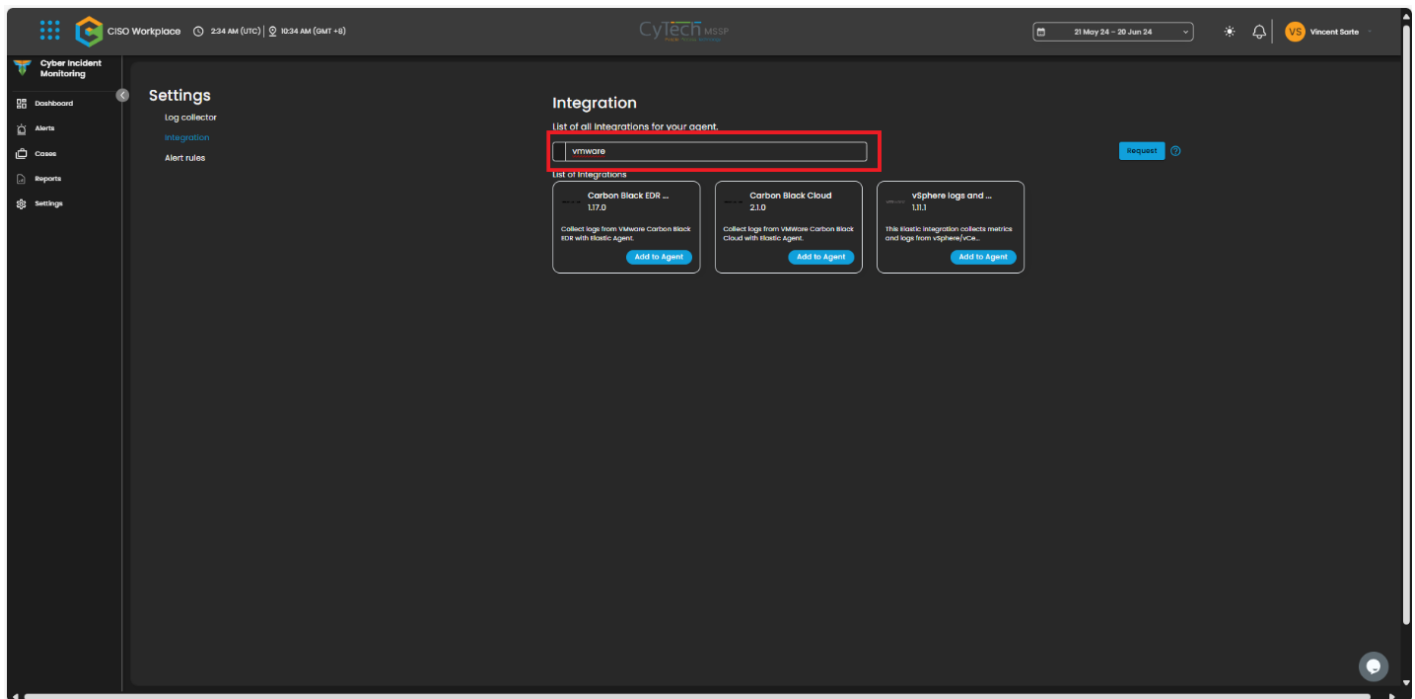 CISO Workplace 2:34 AM (UTC) 10:34 AM (GMT +8)
CyTech MSSP
21 May 24 - 20 Jun 24
VS Vincent Sarte
Cyber Incident
Monitoring
Dashboard
Alerts
Cases
Reports
Settings
Settings
Log collector
Integration
Alert rules
Integration
List of all Integrations for your agent.
vmware
Request
List of Integrations
Carbon Black EDR ...
1.17.0
Collect logs from VMWare Carbon Black
EDR with Elastic Agent.
Add to Agent
Carbon Black Cloud
2.1.0
Collect logs from VMWare Carbon Black
Cloud with Elastic Agent.
Add to Agent
vSphere logs and ...
1.11.1
This Elastic Integration collects metrics
and logs from vSphere/vCe...
Add to Agent